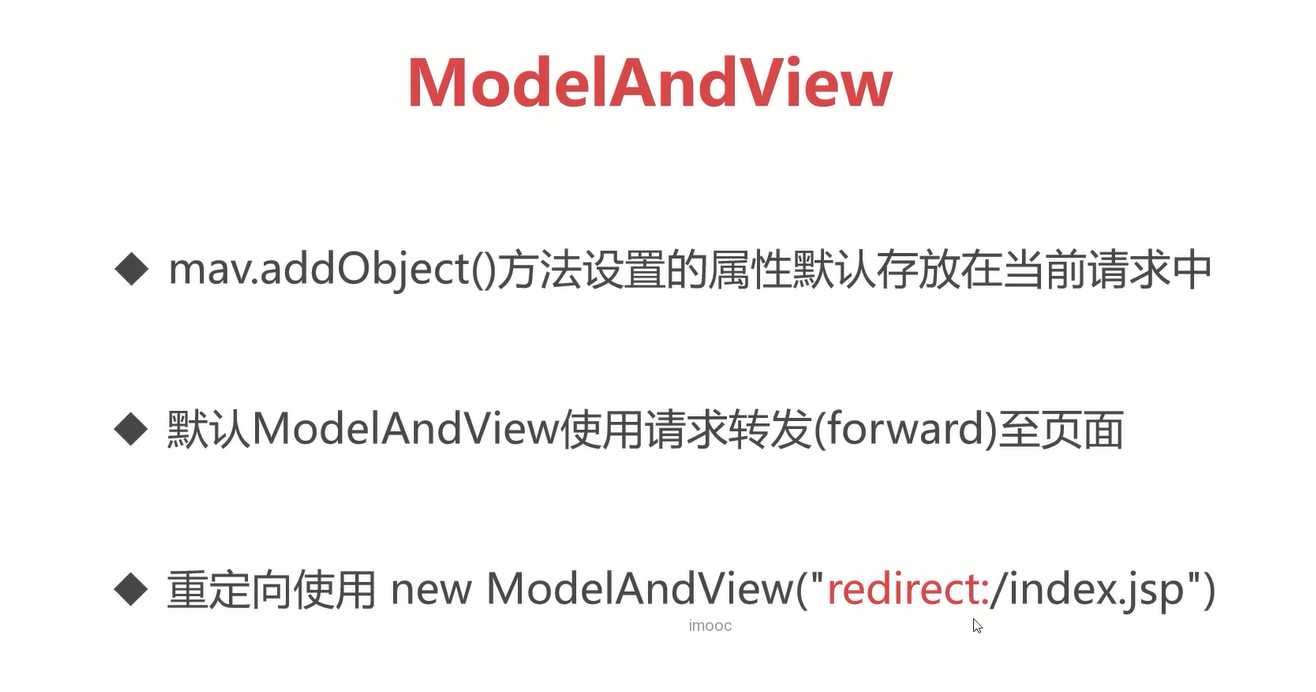 ModelAndView
◆ mav.addObject()方法设置的属性默认存放在当前请求中
◆ 默认ModelAndView使用请求转发(forward)至页面
◆ 重定向使用 new ModelAndView("redirect:/index.jsp")
imooc